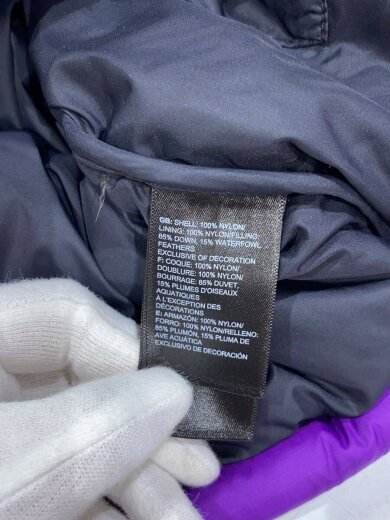 GB: SHELL: 100% NYLON/
LINING: 100% NYLON/FILLING:
85% DOWN, 15% WATERFOWL
FEATHERS
EXCLUSIVE OF DECORATION
F: COQUE: 100% NYLON/
DOUBLURE: 100% NYLON/
BOURRAGE: 85% DUVET,
15% PLUMES D'OISEAUX
AQUATIQUES
À L'EXCEPTION DES
DÉCORATIONS
E: ARMAZÓN: 100% NYLON/
FORRO: 100% NYLON/RELLENO:
85% PLUMÓN, 15% PLUMA DE
AVE ACUÁTICA
EXCLUSIVO DE DECORACIÓN